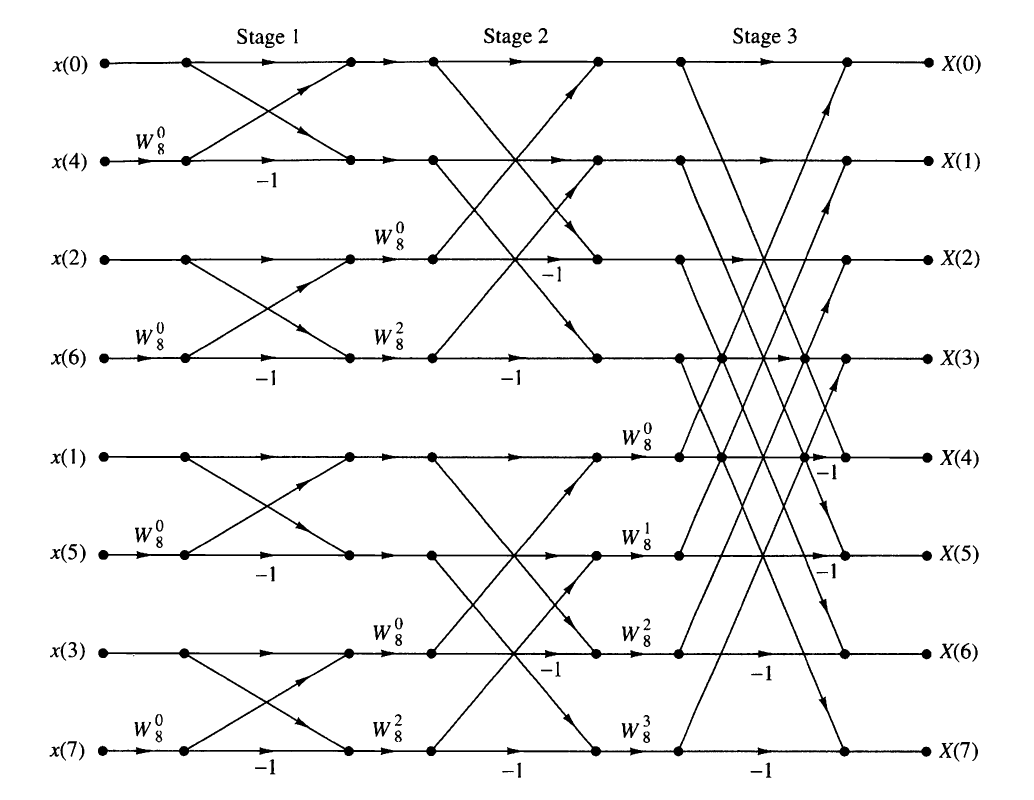 Stage 1 Stage 2 Stage 3
x(0) X(0)
W_8^0
x(4) -1 X(1)
W_8^0
x(2) -1 X(2)
W_8^0 W_8^2
x(6) -1 -1 X(3)
W_8^0
x(1) -1 X(4)
W_8^0 W_8^1
x(5) -1 -1 X(5)
W_8^0 W_8^2
x(3) -1 -1 X(6)
W_8^0 W_8^2 W_8^3
x(7) -1 -1 -1 X(7)